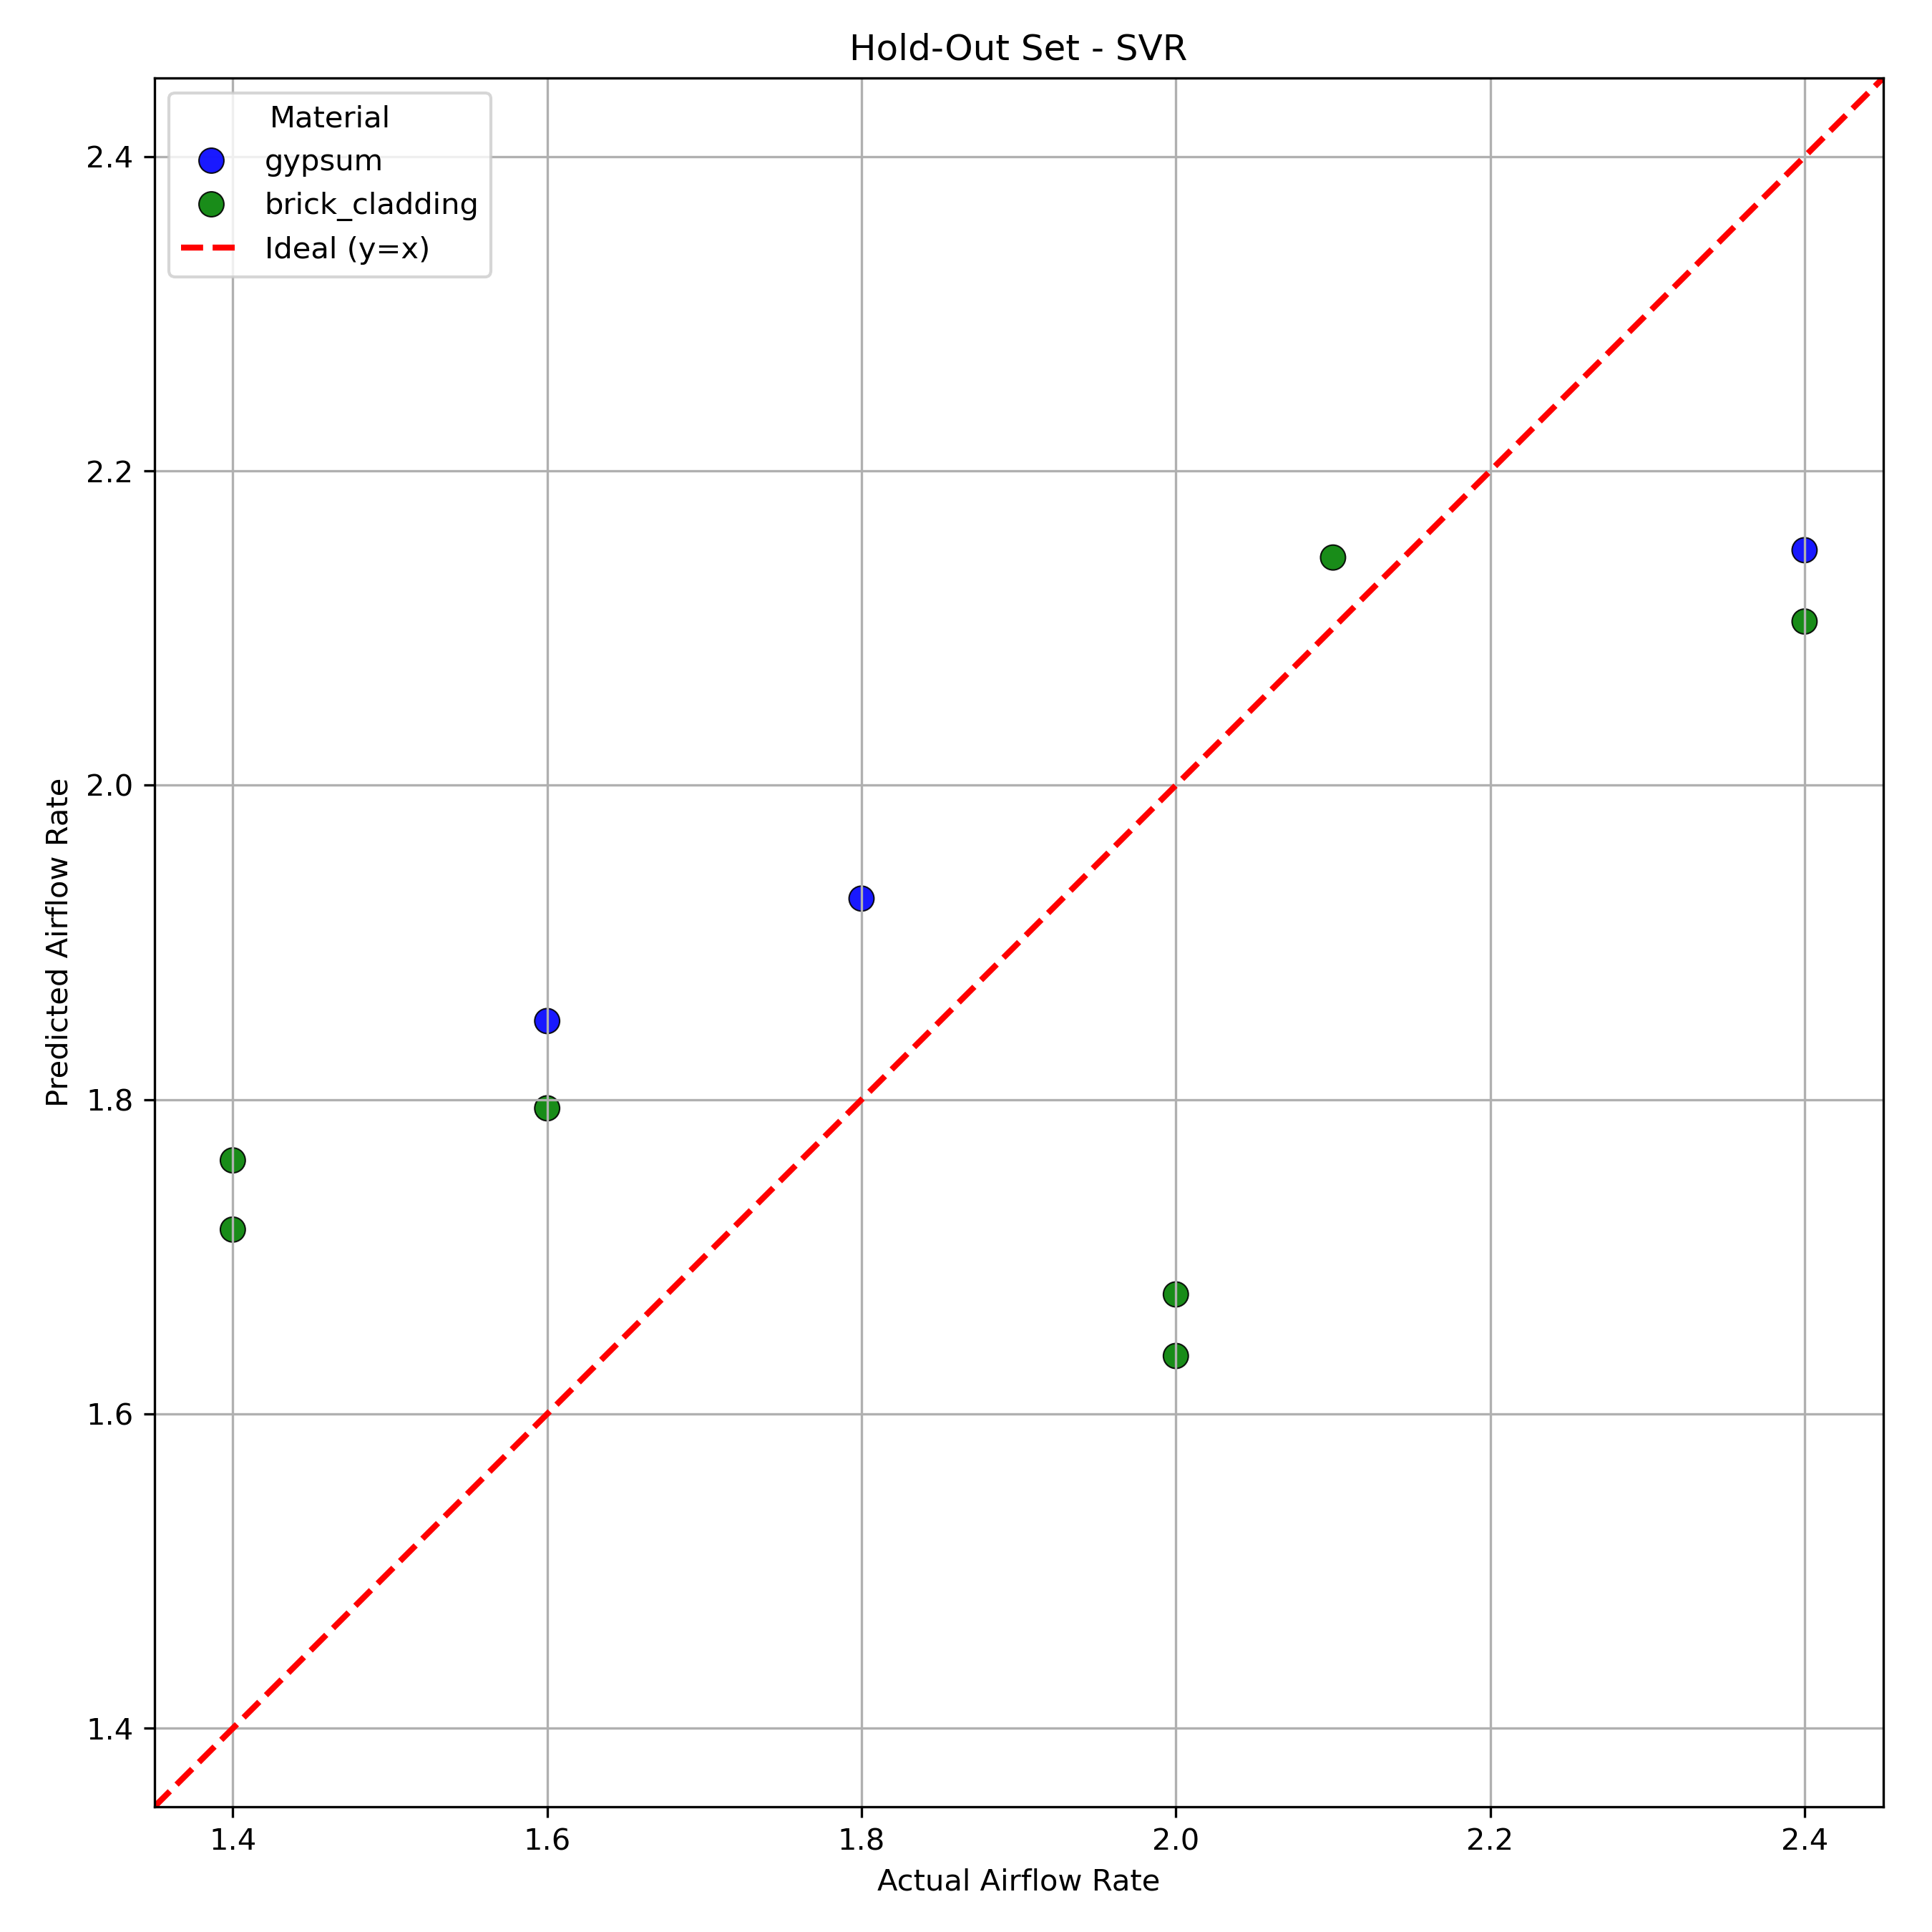 Hold-Out Set - SVR
Material
gypsum
brick_cladding
Ideal (y=x)
2.4
2.2
2.0
1.8
1.6
1.4
Predicted Airflow Rate
1.4
1.6
1.8
2.0
2.2
2.4
Actual Airflow Rate